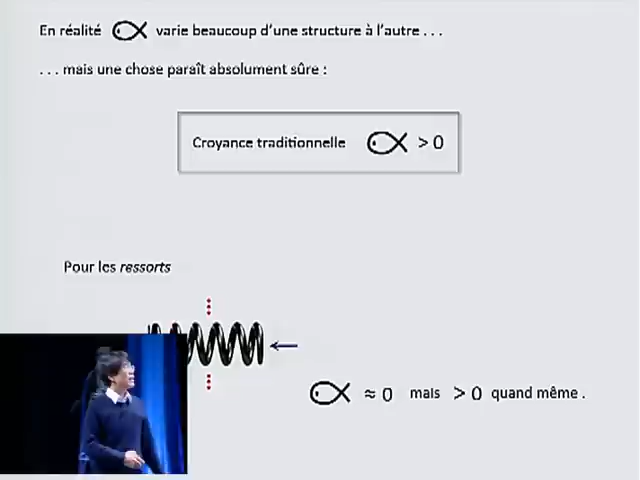 En réalité varie beaucoup d'une structure à l'autre . . .
. . . mais une chose paraît absolument sûre :
Croyance traditionnelle > 0
Pour les ressorts
≈ 0 mais > 0 quand même .